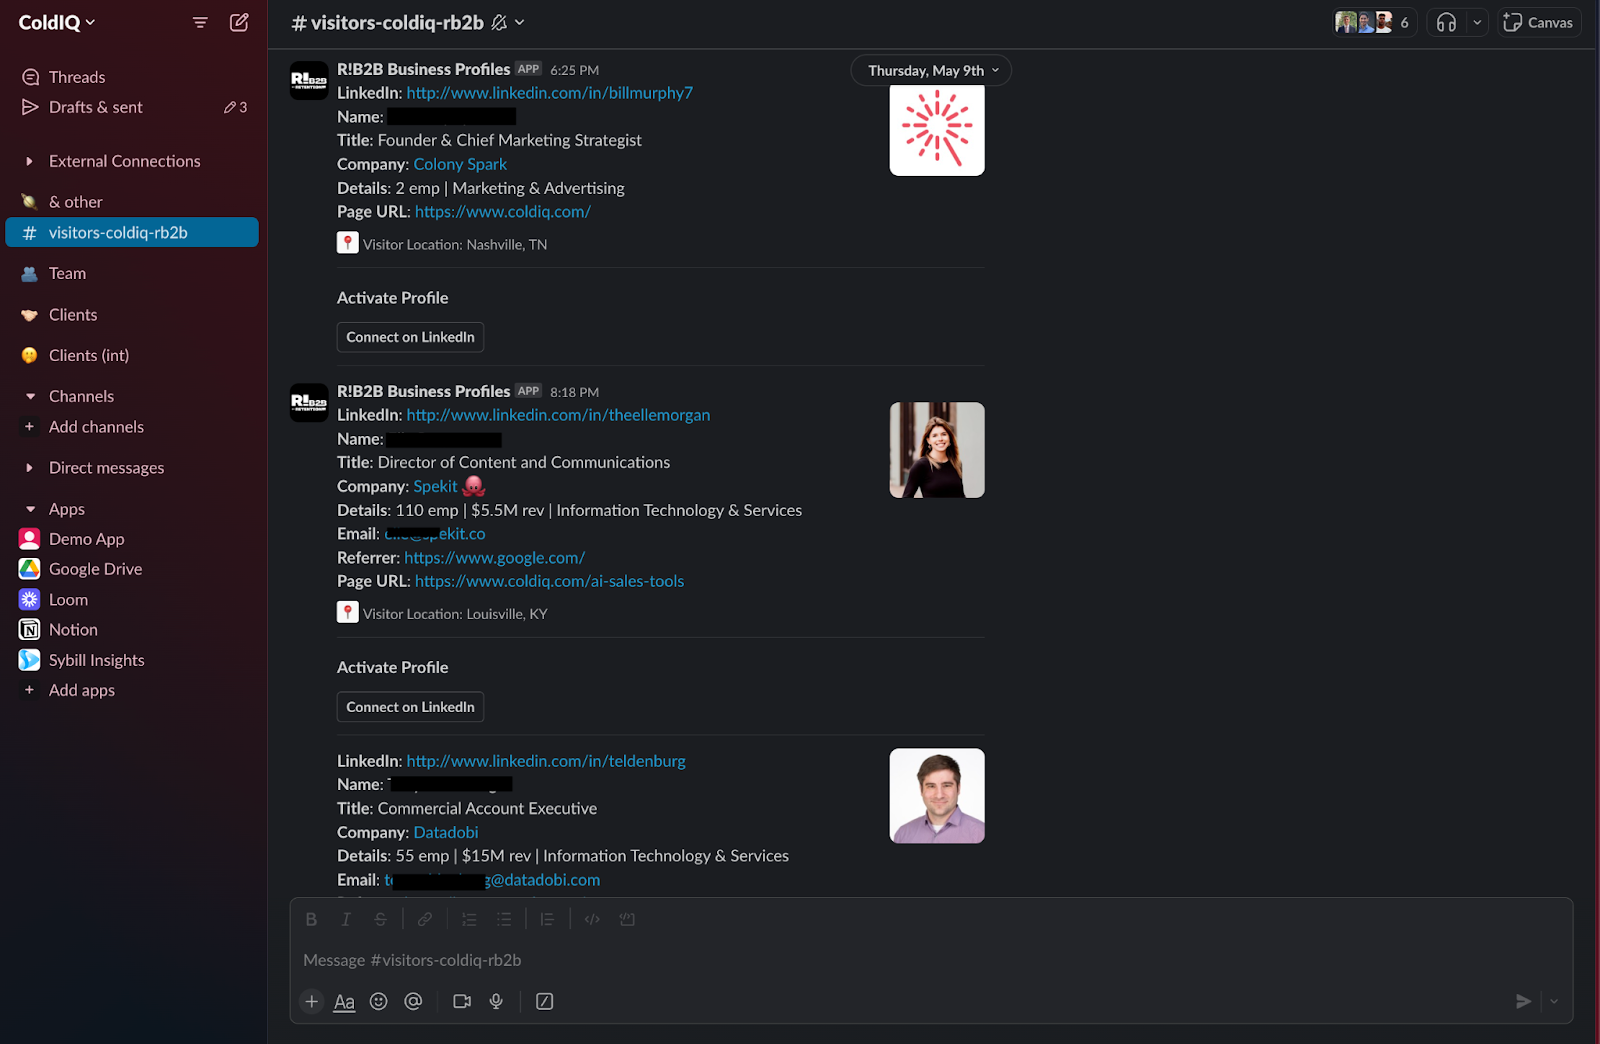 ColdIQ
Threads
Drafts & sent
3
External Connections
& other
# visitors-coldiq-rb2b
Team
Clients
Clients (int)
Channels
+ Add channels
Direct messages
Apps
Demo App
Google Drive
Loom
Notion
Sybill Insights
+ Add apps
# visitors-coldiq-rb2b
6
Canvas
Thursday, May 9th
R!B2B Business Profiles APP 6:25 PM
LinkedIn: http://www.linkedin.com/in/billmurphy7
Name:
Title: Founder & Chief Marketing Strategist
Company: Colony Spark
Details: 2 emp | Marketing & Advertising
Page URL: https://www.coldiq.com/
Visitor Location: Nashville, TN
Activate Profile
Connect on LinkedIn
R!B2B Business Profiles APP 8:18 PM
LinkedIn: http://www.linkedin.com/in/theellemorgan
Name:
Title: Director of Content and Communications
Company: Spekit
Details: 110 emp | $5.5M rev | Information Technology & Services
Email: spekit.co
Referrer: https://www.google.com/
Page URL: https://www.coldiq.com/ai-sales-tools
Visitor Location: Louisville, KY
Activate Profile
Connect on LinkedIn
LinkedIn: http://www.linkedin.com/in/teldenburg
Name:
Title: Commercial Account Executive
Company: Datadobi
Details: 55 emp | $15M rev | Information Technology & Services
Email: t g@datadobi.com
B I S
Message #visitors-coldiq-rb2b
+ Aa @